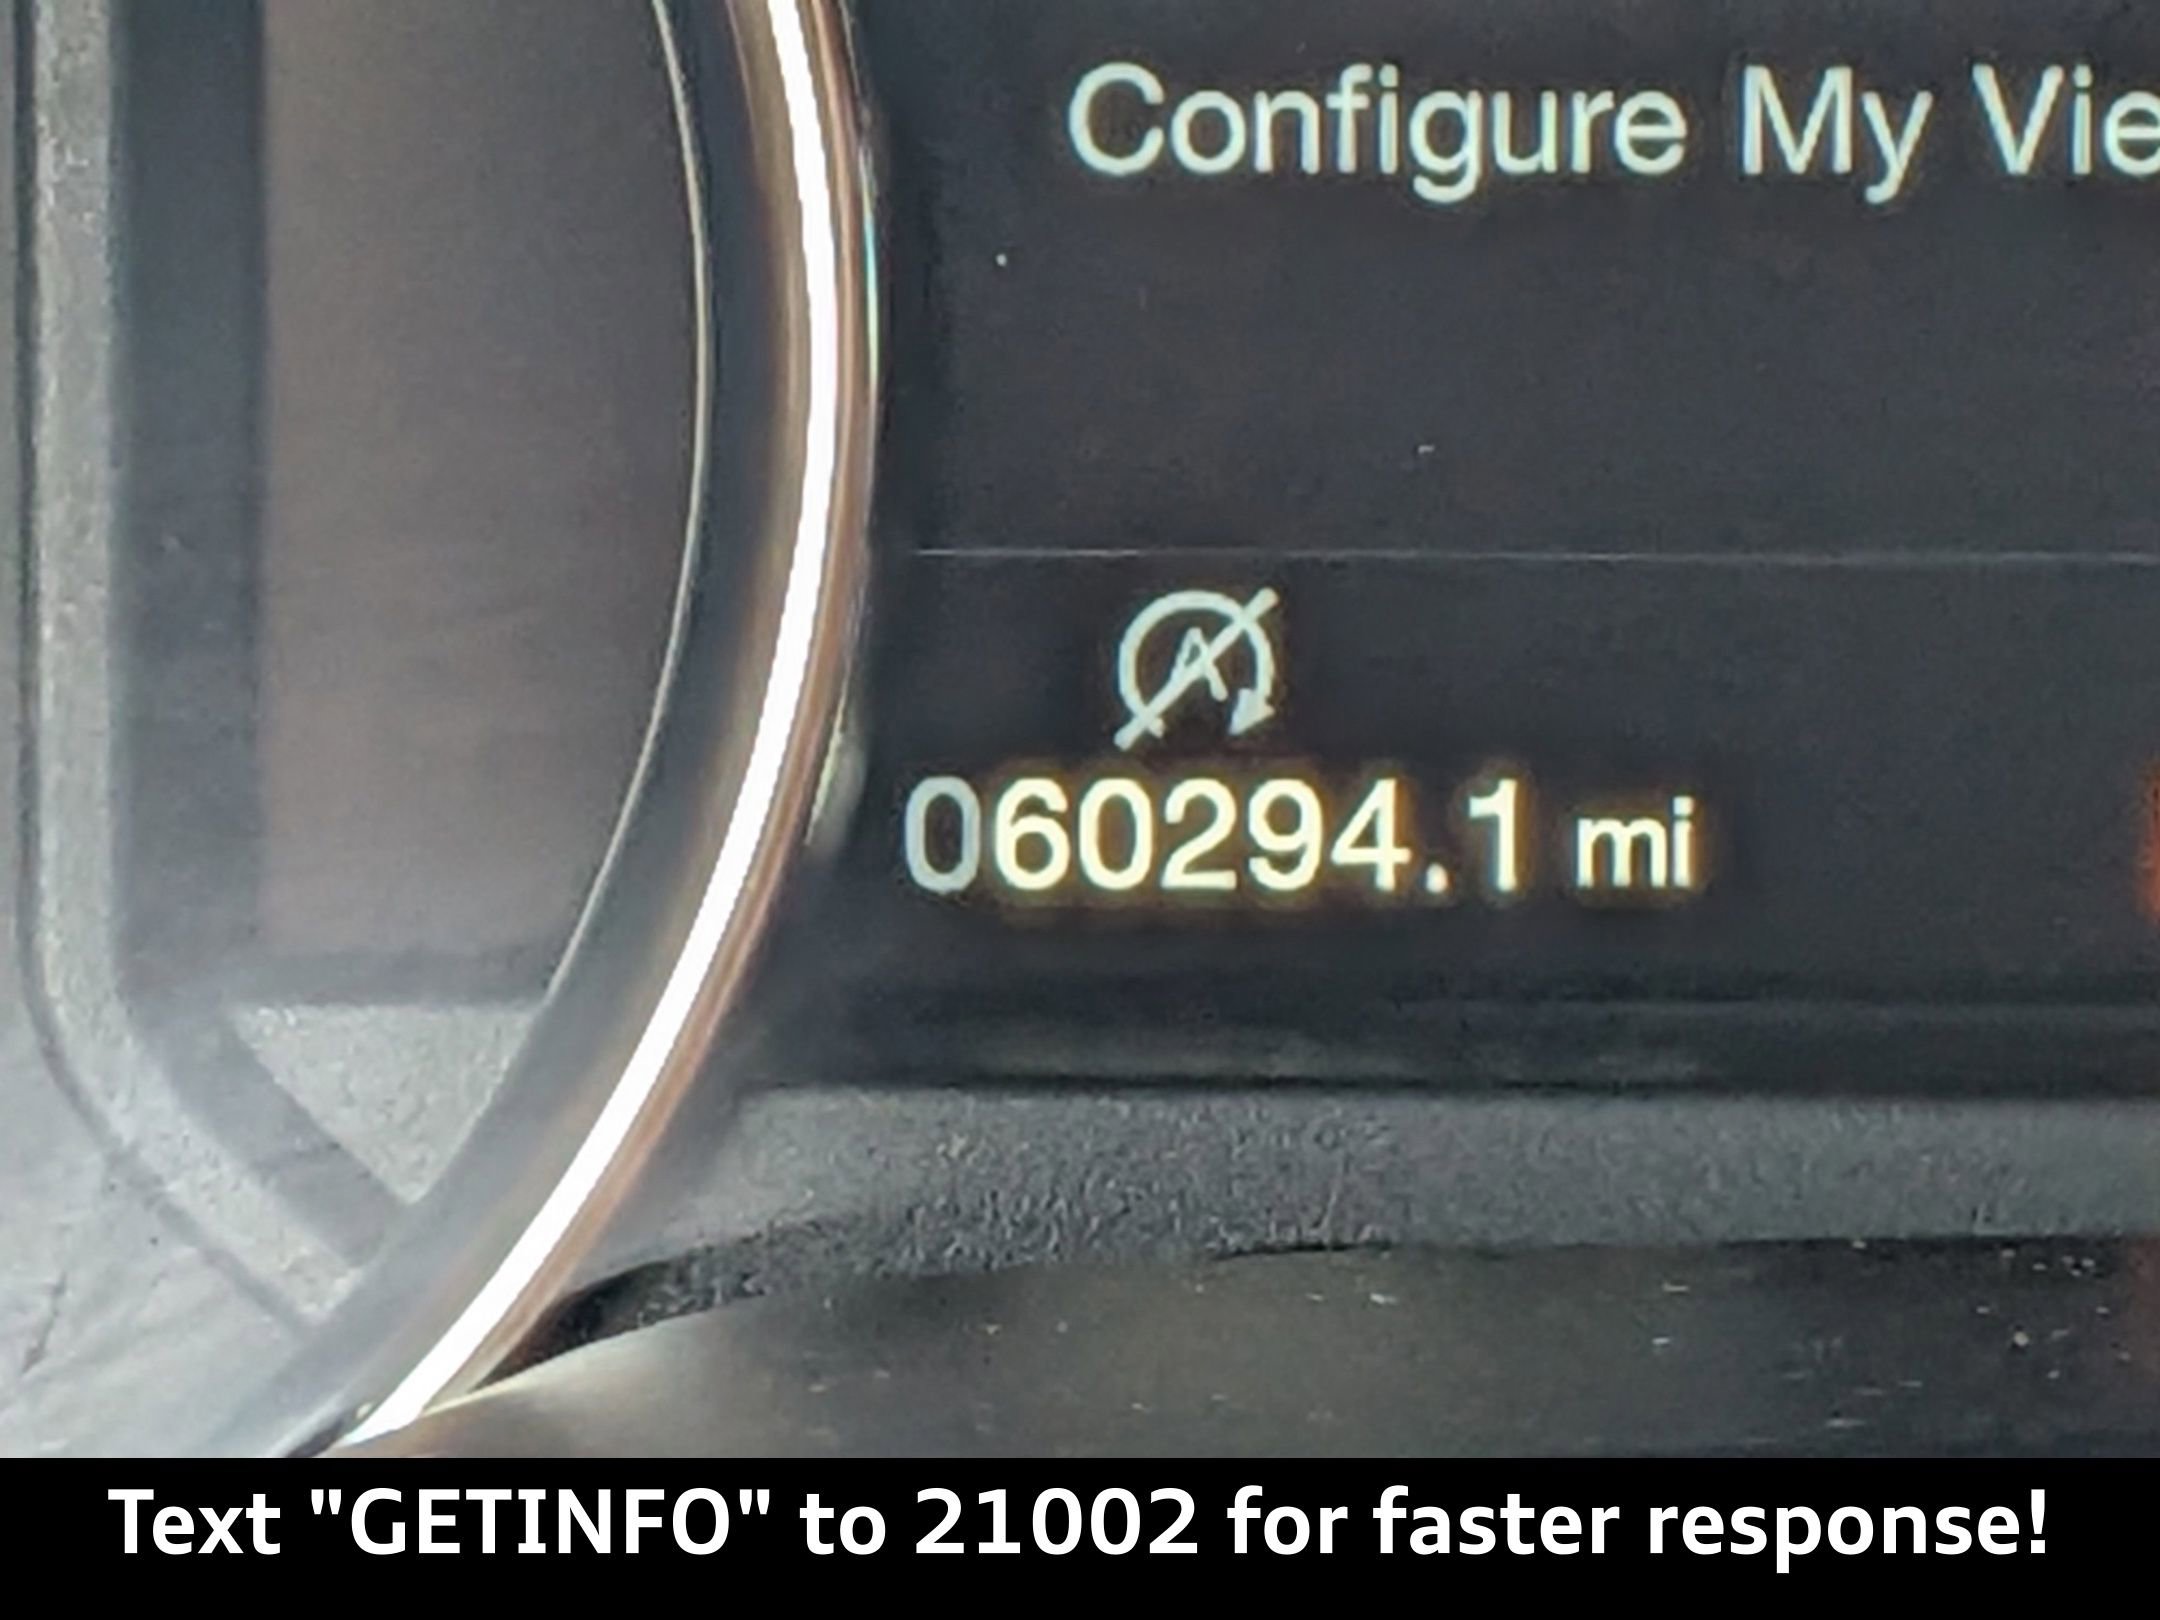 Configure My Vie
A
060294.1 mi
Text "GETINFO" to 21002 for faster response!